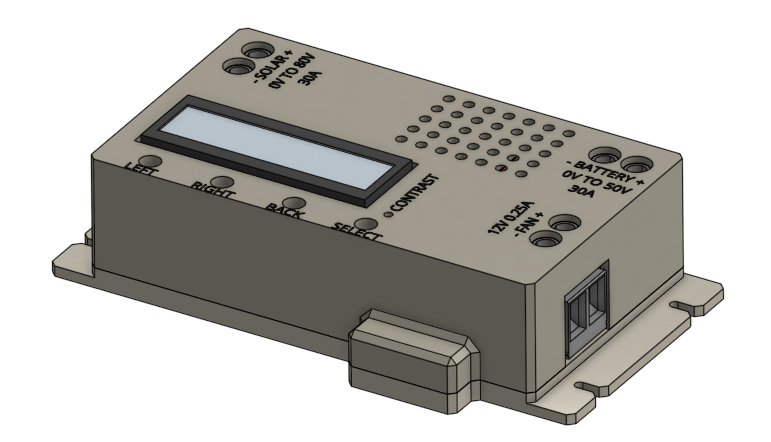 - SOLAR +
0V TO 80V
30A
- BATTERY +
0V TO 50V
30A
12V 0.25A
- FAN +
LEFT
RIGHT
BACK
SELECT
CONTRAST